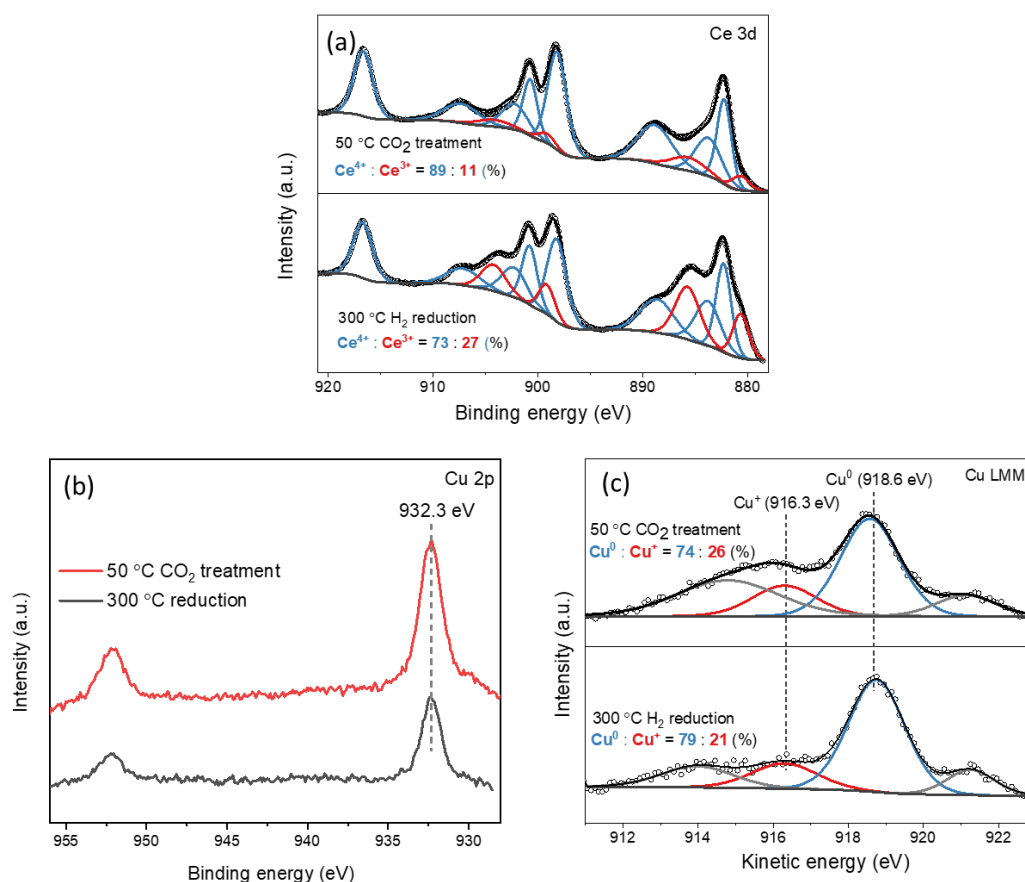 (a)
Ce 3d
50 °C CO₂ treatment
Ce⁴⁺ : Ce³⁺ = 89 : 11 (%)
300 °C H₂ reduction
Ce⁴⁺ : Ce³⁺ = 73 : 27 (%)
Intensity (a.u.)
920 910 900 890 880
Binding energy (eV)
(b)
Cu 2p
932.3 eV
50 °C CO₂ treatment
300 °C reduction
Intensity (a.u.)
955 950 945 940 935 930
Binding energy (eV)
(c)
Cu⁰ (918.6 eV)
Cu LMM
Cu⁺ (916.3 eV)
50 °C CO₂ treatment
Cu⁰ : Cu⁺ = 74 : 26 (%)
300 °C H₂ reduction
Cu⁰ : Cu⁺ = 79 : 21 (%)
Intensity (a.u.)
912 914 916 918 920 922
Kinetic energy (eV)